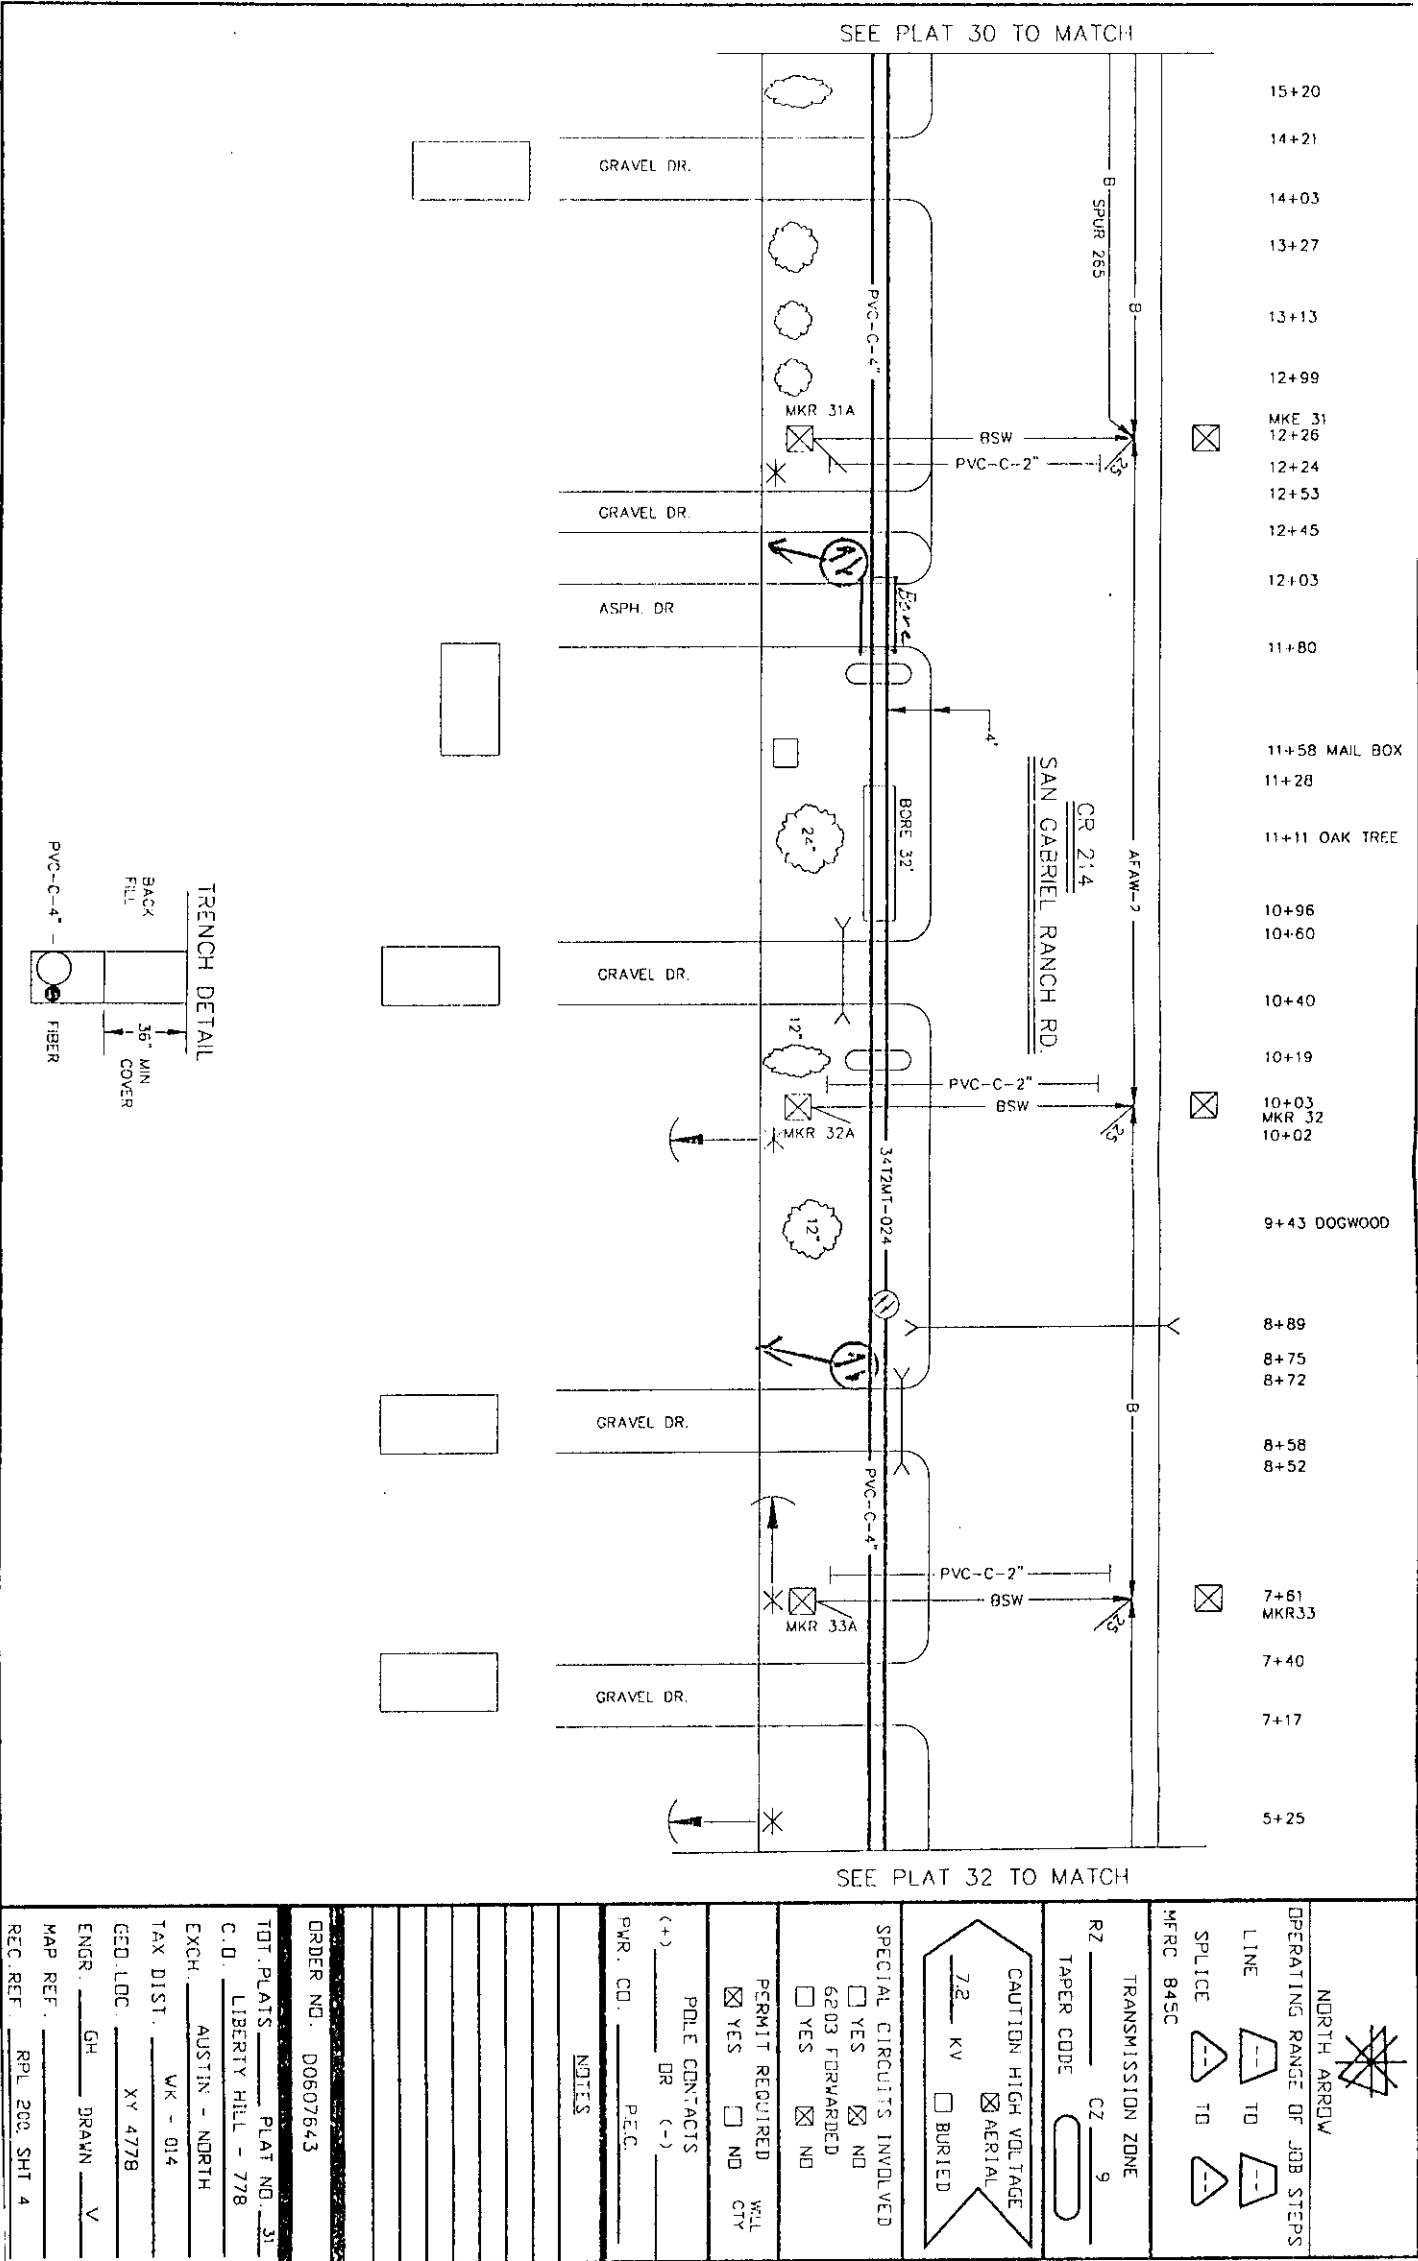 SEE PLAT 30 TO MATCH
15+20
14+21
14+03
13+27
13+13
12+99
MKE 31
12+26
12+24
12+53
12+45
12+03
11+80
11+58 MAIL BOX
11+28
11+11 OAK TREE
10+96
10+60
10+40
10+19
10+03
MKR 32
10+02
9+43 DOGWOOD
8+89
8+75
8+72
8+58
8+52
7+61
MKR33
7+40
7+17
5+25
GRAVEL DR.
B
SPUR 265
B
PVC-C-4"
MKR 31A
BSW
PVC-C-2"
25
GRAVEL DR.
Bore
ASPH. DR
4'
CR 214
SAN GABRIEL RANCH RD.
AFAW-2
BORE 32'
24"
GRAVEL DR.
12"
PVC-C-2"
BSW
25
MKR 32A
34T2MT-024
12"
B
GRAVEL DR.
PVC-C-4"
PVC-C-2"
BSW
25
MKR 33A
GRAVEL DR.
SEE PLAT 32 TO MATCH
TRENCH DETAIL
BACK
FILL
36" MIN
COVER
PVC-C-4"
FIBER
NORTH ARROW
OPERATING RANGE OF JOB STEPS
LINE -- TO --
SPLICE -- TO --
MFRC 845C
TRANSMISSION ZONE
RZ CZ 9
TAPER CODE
CAUTION HIGH VOLTAGE
7.2 KV AERIAL
BURIED
SPECIAL CIRCUITS INVOLVED
YES NO
6203 FORWARDED
YES NO
PERMIT REQUIRED WILL
YES NO CTY
POLE CONTACTS
(+) OR (-)
PWR. CO. P.E.C.
NOTES
ORDER NO. D0607643
TOT.PLATS PLAT NO. 31
C.O. LIBERTY HILL - 778
EXCH. AUSTIN - NORTH
TAX DIST. WK - 014
GEO.LOC. XY 4778
ENGR. GH DRAWN V
MAP REF.
REC.REF. RPL 200 SHT 4